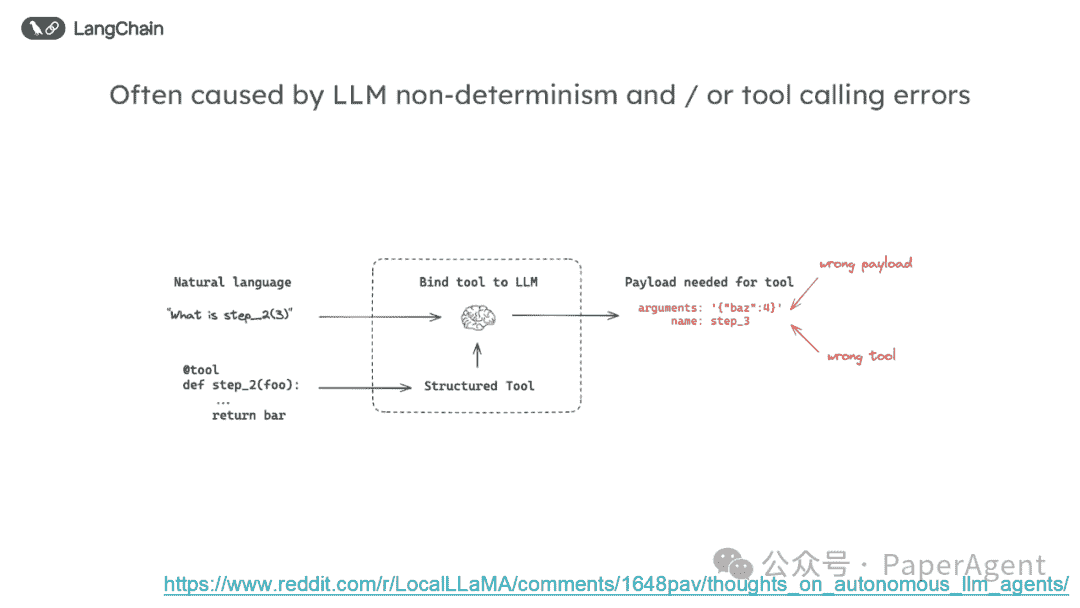 LangChain
Often caused by LLM non-determinism and / or tool calling errors
wrong payload
Natural language
Bind tool to LLM
Payload needed for tool
"What is step_2(3)"
arguments: '{"baz":4}'
name: step_3
wrong tool
@tool
def step_2(foo):
...
return bar
Structured Tool
公众号 · PaperAgent
https://www.reddit.com/r/LocalLLaMA/comments/1648pav/thoughts_on_autonomous_llm_agents/